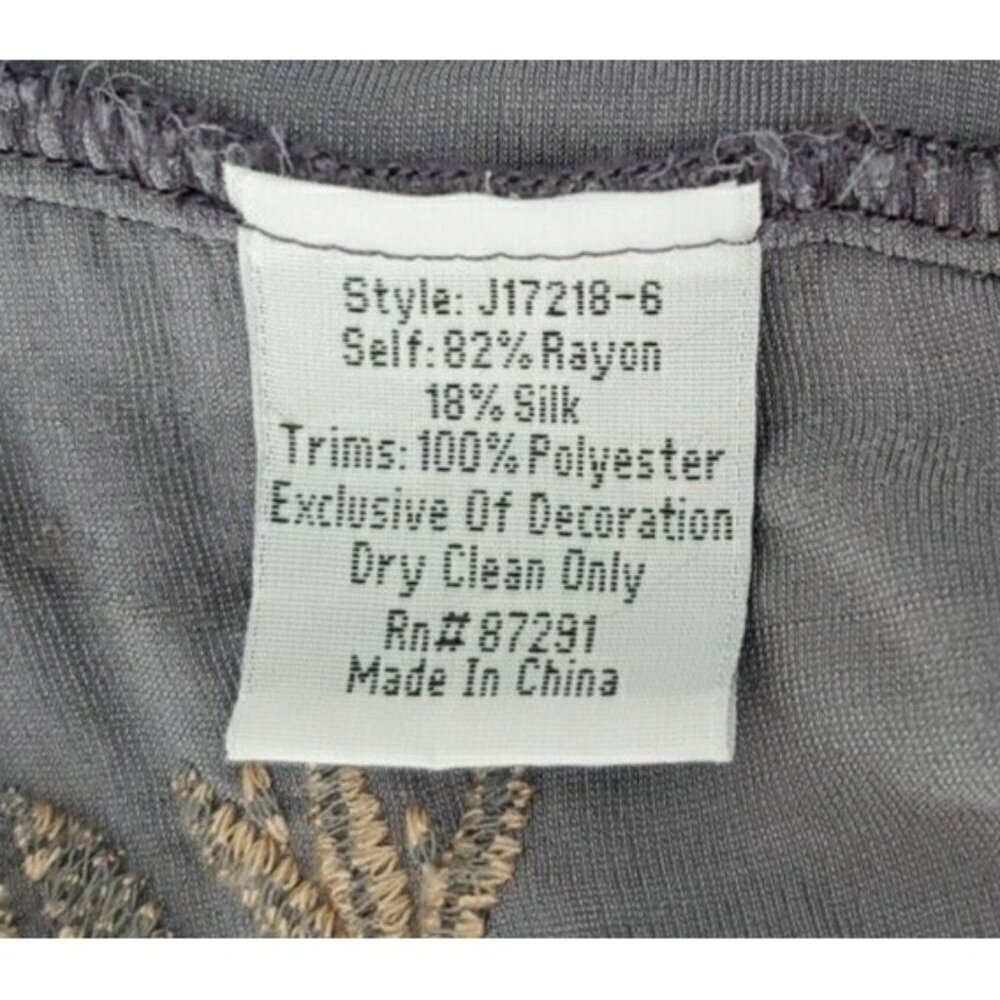 Style: J17218-6
Self: 82% Rayon
18% Silk
Trims: 100% Polyester
Exclusive Of Decoration
Dry Clean Only
Rn# 87291
Made In China